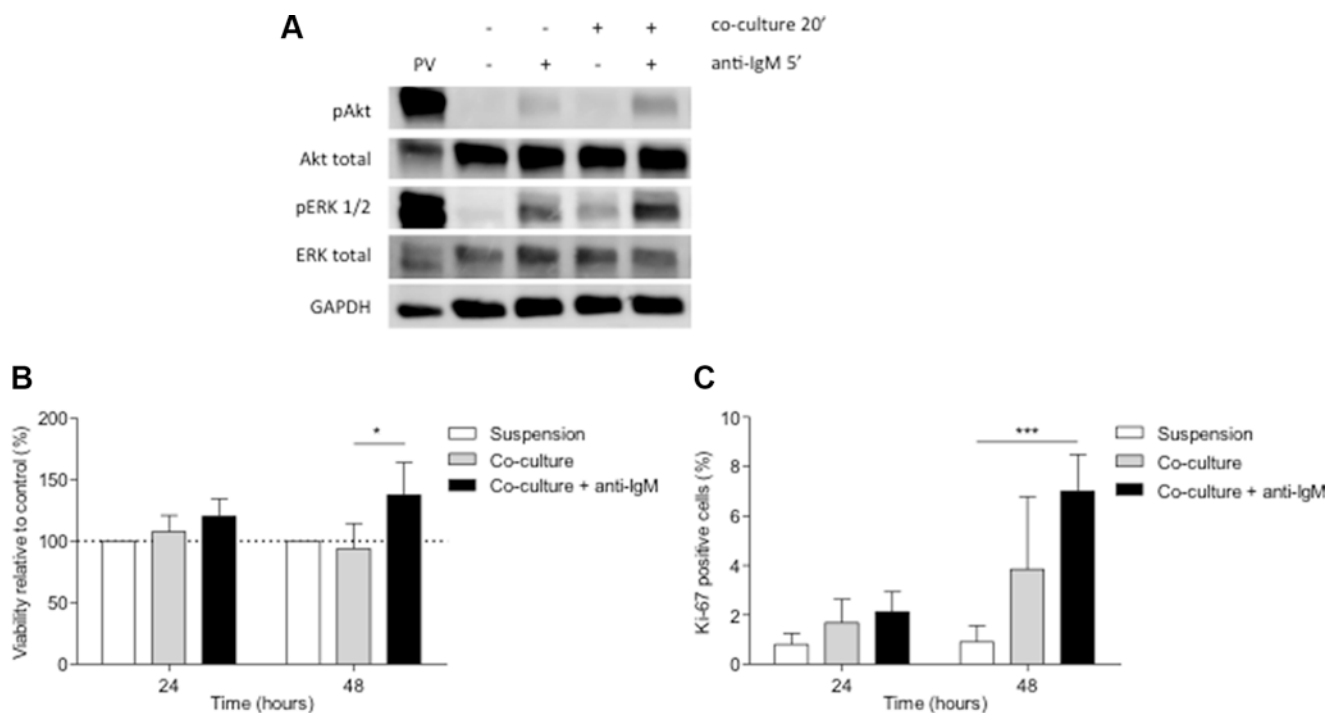 A
- - + + co-culture 20′
PV - + - + anti-IgM 5′
pAkt
Akt total
pERK 1/2
ERK total
GAPDH
B
Viability relative to control (%)
200
150
100
50
0
24 48
Time (hours)
*
Suspension
Co-culture
Co-culture + anti-IgM
C
Ki-67 positive cells (%)
10
8
6
4
2
0
24 48
Time (hours)
***
Suspension
Co-culture
Co-culture + anti-IgM